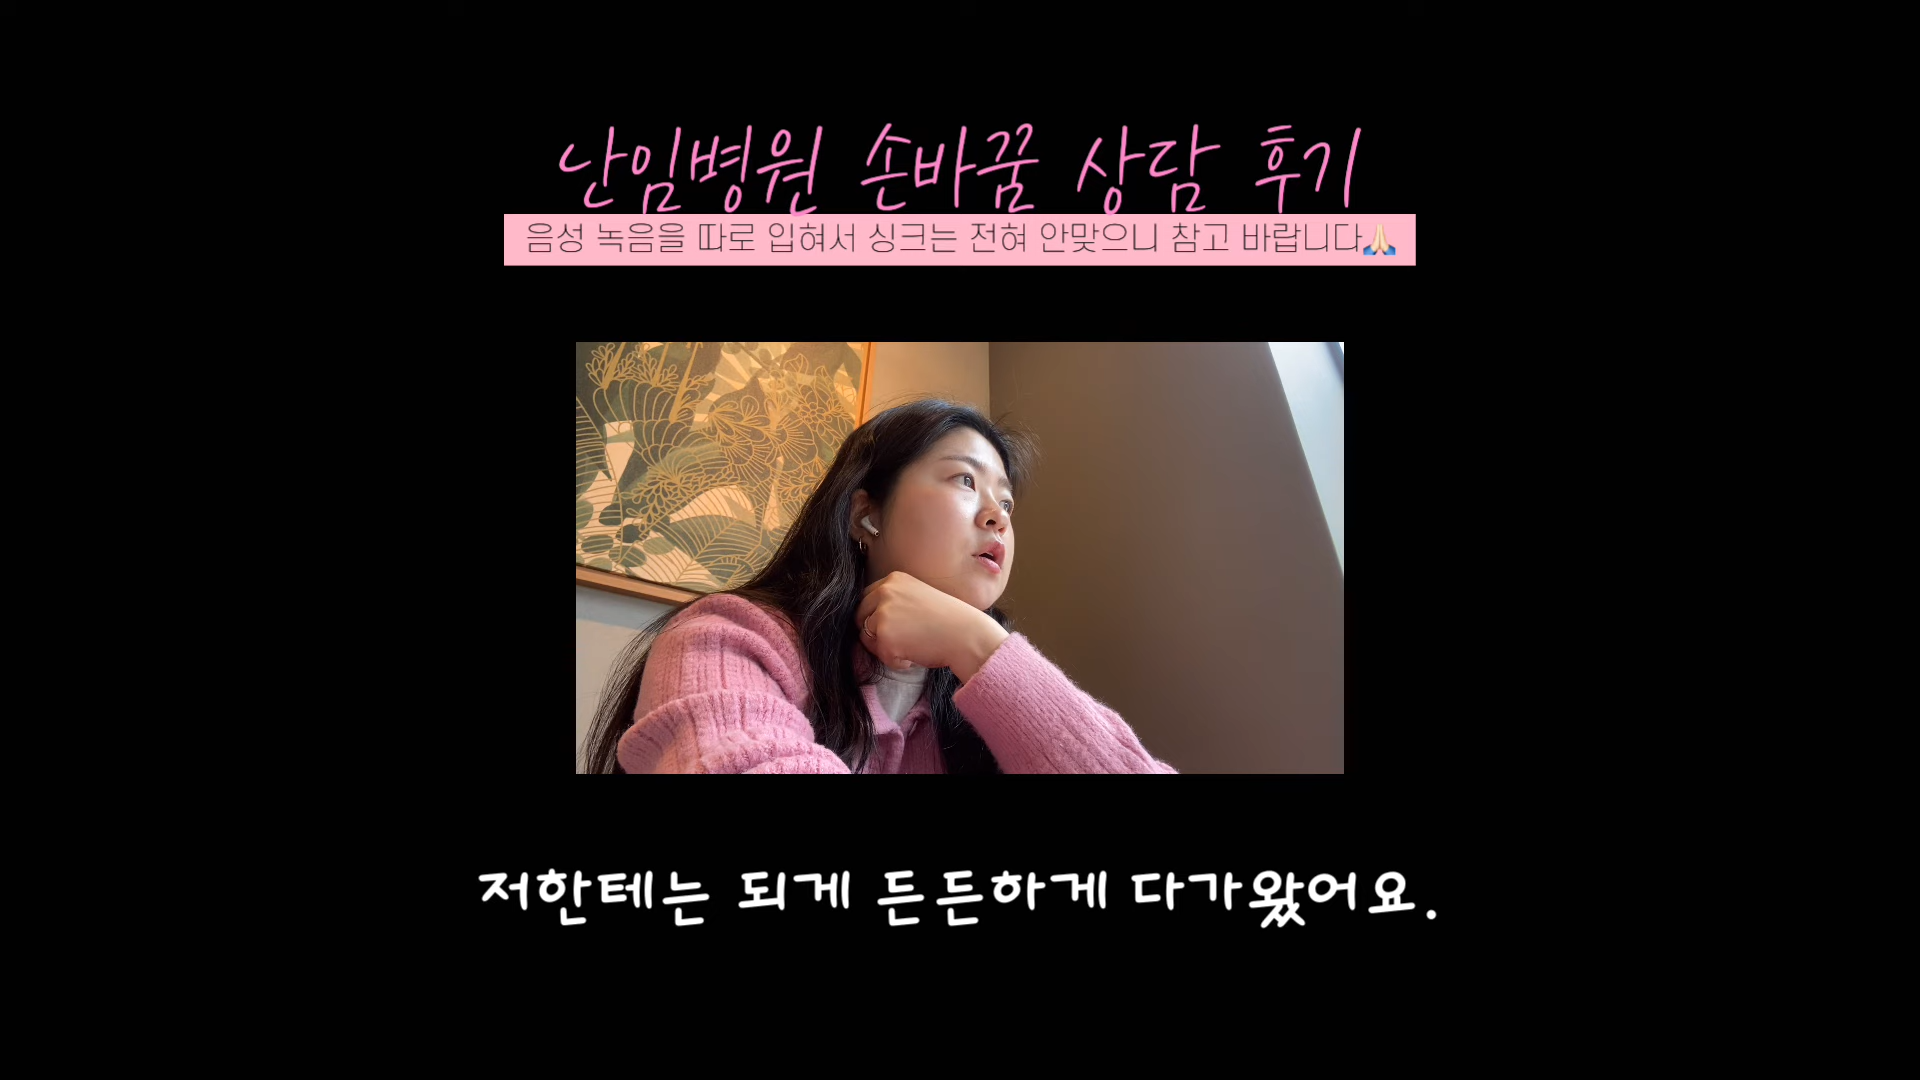 난임병원 손바꿈 상담 후기
음성 녹음을 따로 입혀서 싱크는 전혀 안맞으니 참고 바랍니다🙏🏻
저한테는 되게 든든하게 다가왔어요.